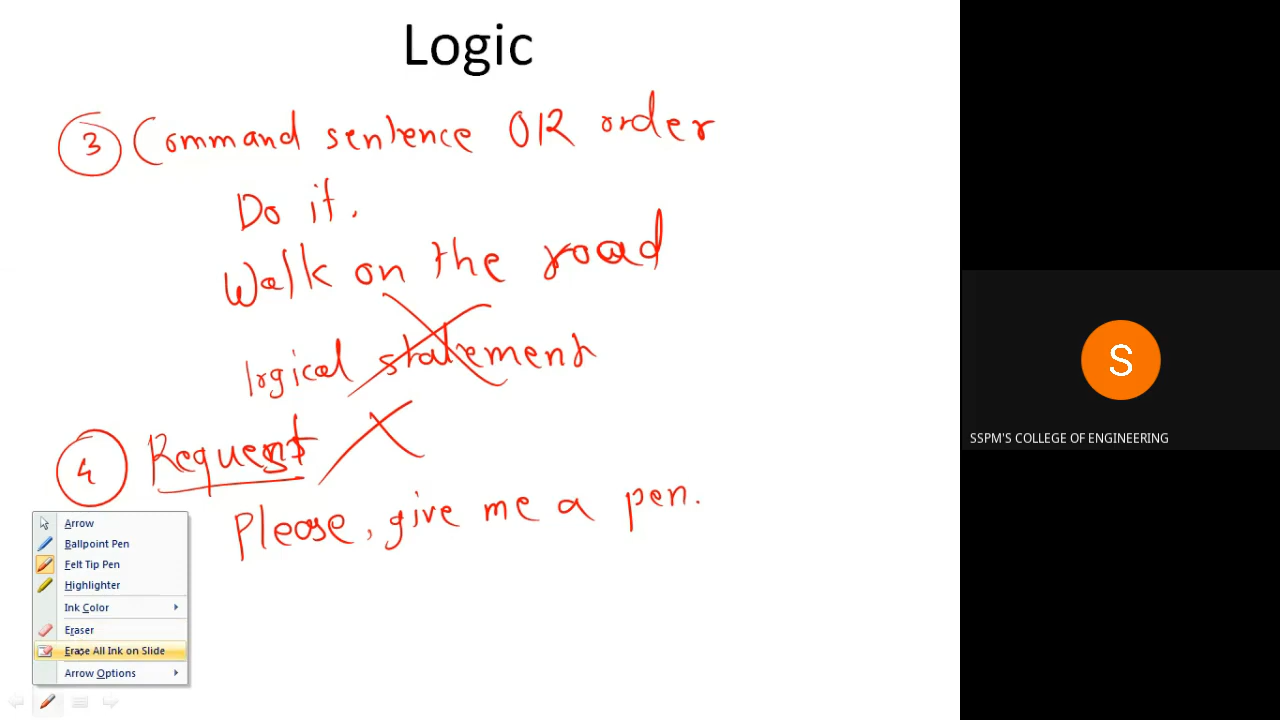 Logic
3 Command sentence OR order
Do it.
Walk on the road
logical statement
4 Request
Please, give me a pen.
Arrow
Ballpoint Pen
Felt Tip Pen
Highlighter
Ink Color
Eraser
Erase All Ink on Slide
Arrow Options
S
SSPM'S COLLEGE OF ENGINEERING